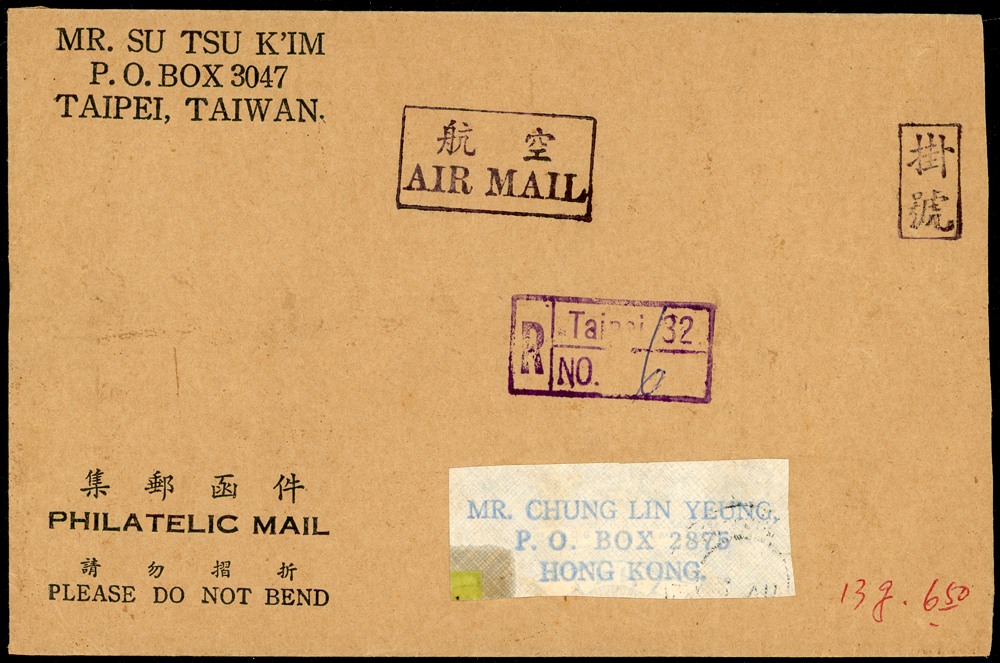 MR. SU TSU K'IM
P. O. BOX 3047
TAIPEI, TAIWAN.
航 空
AIR MAIL
掛
號
R
Taipei 32
NO. 6
集 郵 函 件
PHILATELIC MAIL
請 勿 摺 折
PLEASE DO NOT BEND
MR. CHUNG LIN YEUNG,
P. O. BOX 2875
HONG KONG.
13 g. 6 50